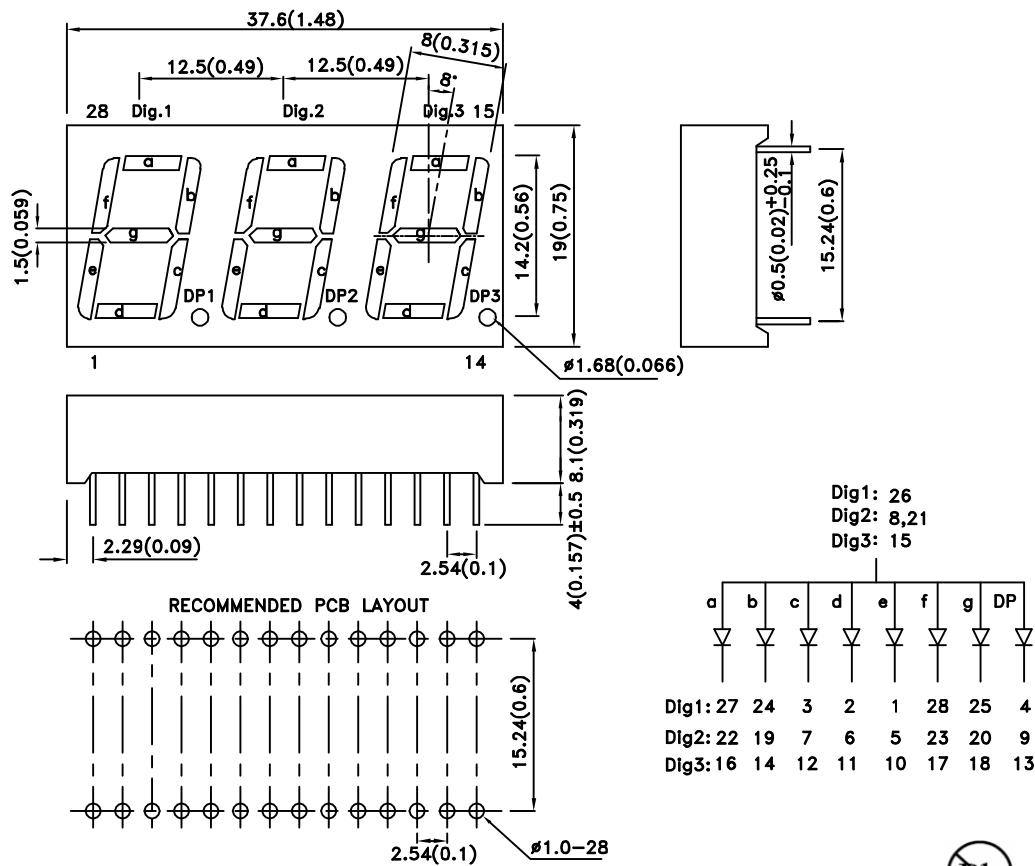 37.6(1.48)
8(0.315)
12.5(0.49) 12.5(0.49)
8°
28 Dig.1 Dig.2 Dig.3 15
a a a
f b f b f b
g g g
e c e c e c
d d d
DP1 DP2 DP3
1.5(0.059)
14.2(0.56)
19(0.75)
ø0.5(0.02)+0.25
-0.1
15.24(0.6)
1 14
ø1.68(0.066)
8.1(0.319)
4(0.157)±0.5
2.29(0.09)
2.54(0.1)
RECOMMENDED PCB LAYOUT
15.24(0.6)
2.54(0.1)
ø1.0-28
Dig1: 26
Dig2: 8,21
Dig3: 15
a b c d e f g DP
Dig1: 27 24 3 2 1 28 25 4
Dig2: 22 19 7 6 5 23 20 9
Dig3: 16 14 12 11 10 17 18 13